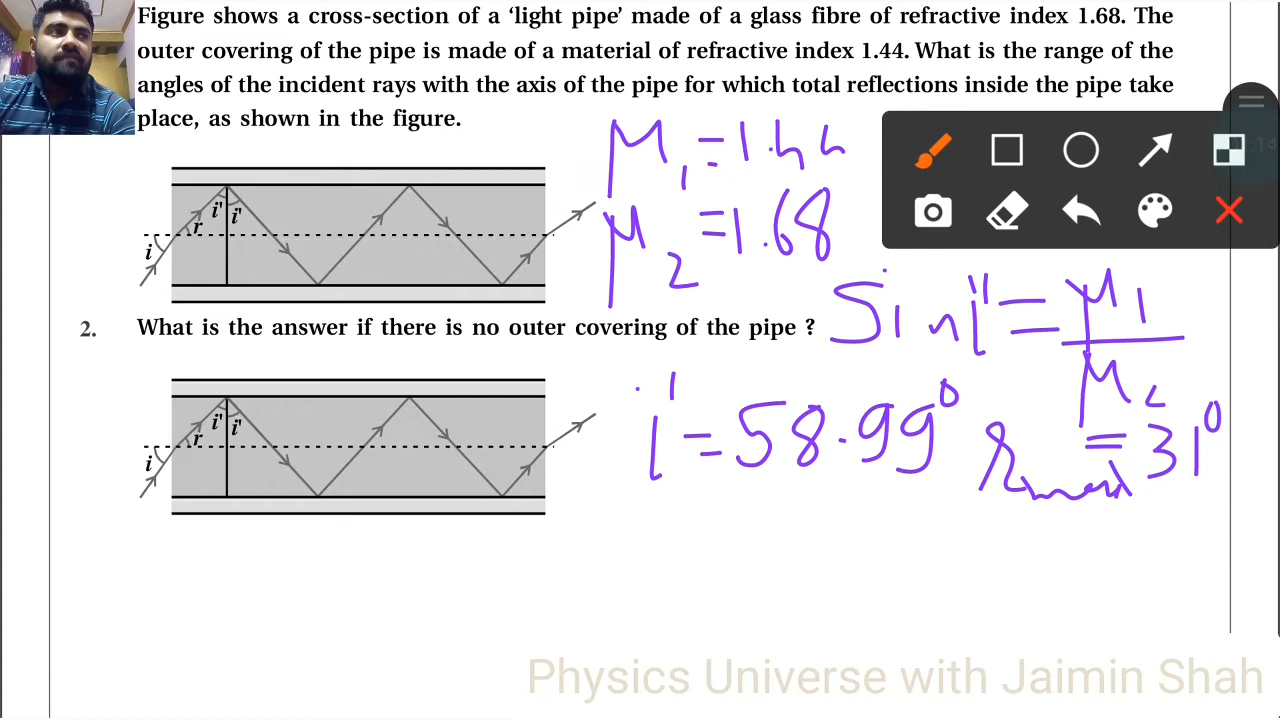 Figure shows a cross-section of a ‘light pipe’ made of a glass fibre of refractive index 1.68. The
outer covering of the pipe is made of a material of refractive index 1.44. What is the range of the
angles of the incident rays with the axis of the pipe for which total reflections inside the pipe take
place, as shown in the figure.
μ₁ = 1.44
μ₂ = 1.68
i' i'
r
i
2. What is the answer if there is no outer covering of the pipe ?
Sin i' = μ₁/μ₂
i' i'
r
i
i' = 58.99°
= 31°
Physics Universe with Jaimin Shah